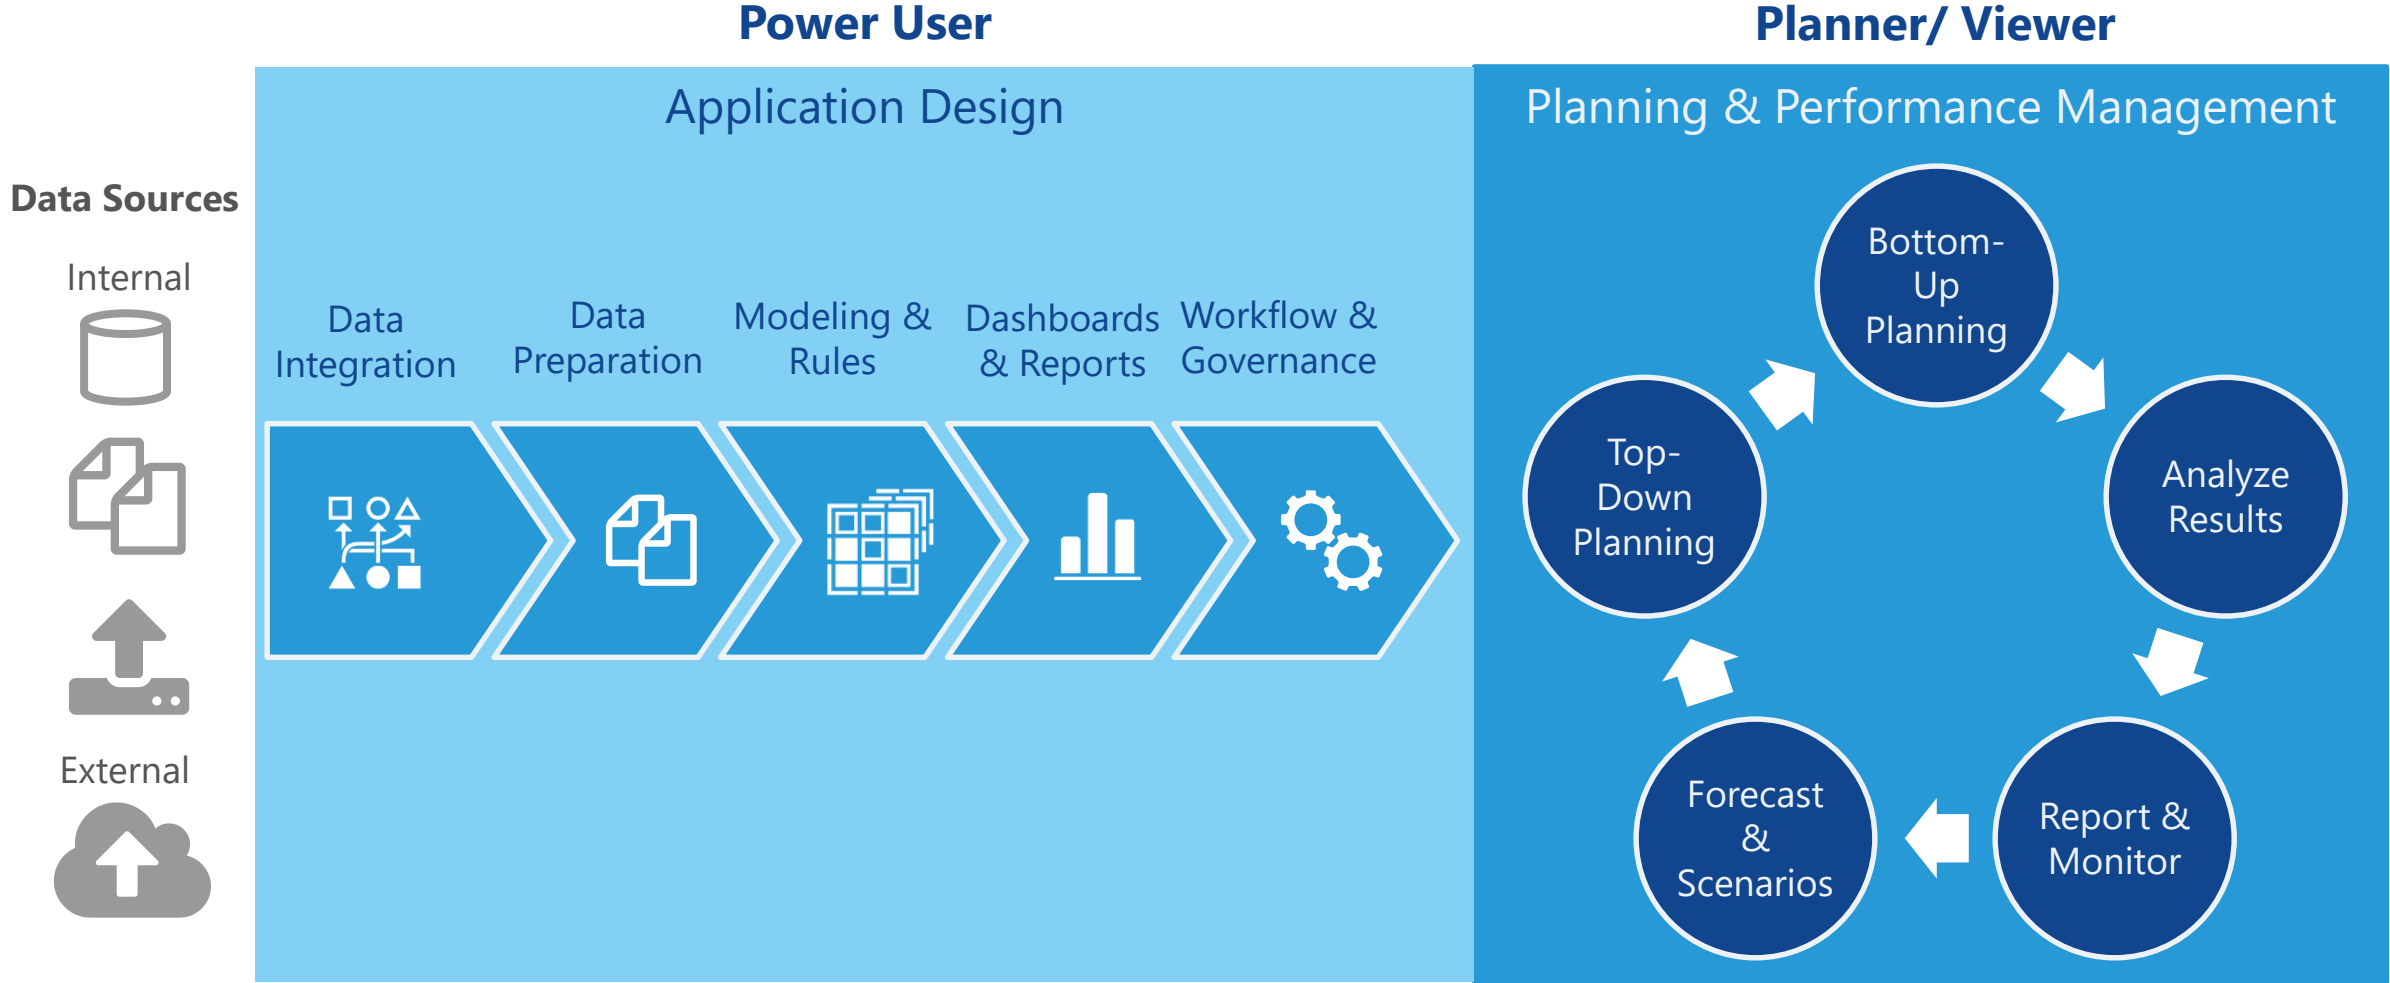 Power User
Planner/ Viewer
Application Design
Planning & Performance Management
Data Sources
Internal
External
Data
Integration
Data
Preparation
Modeling &
Rules
Dashboards
& Reports
Workflow &
Governance
Bottom-
Up
Planning
Analyze
Results
Report &
Monitor
Forecast
&
Scenarios
Top-
Down
Planning